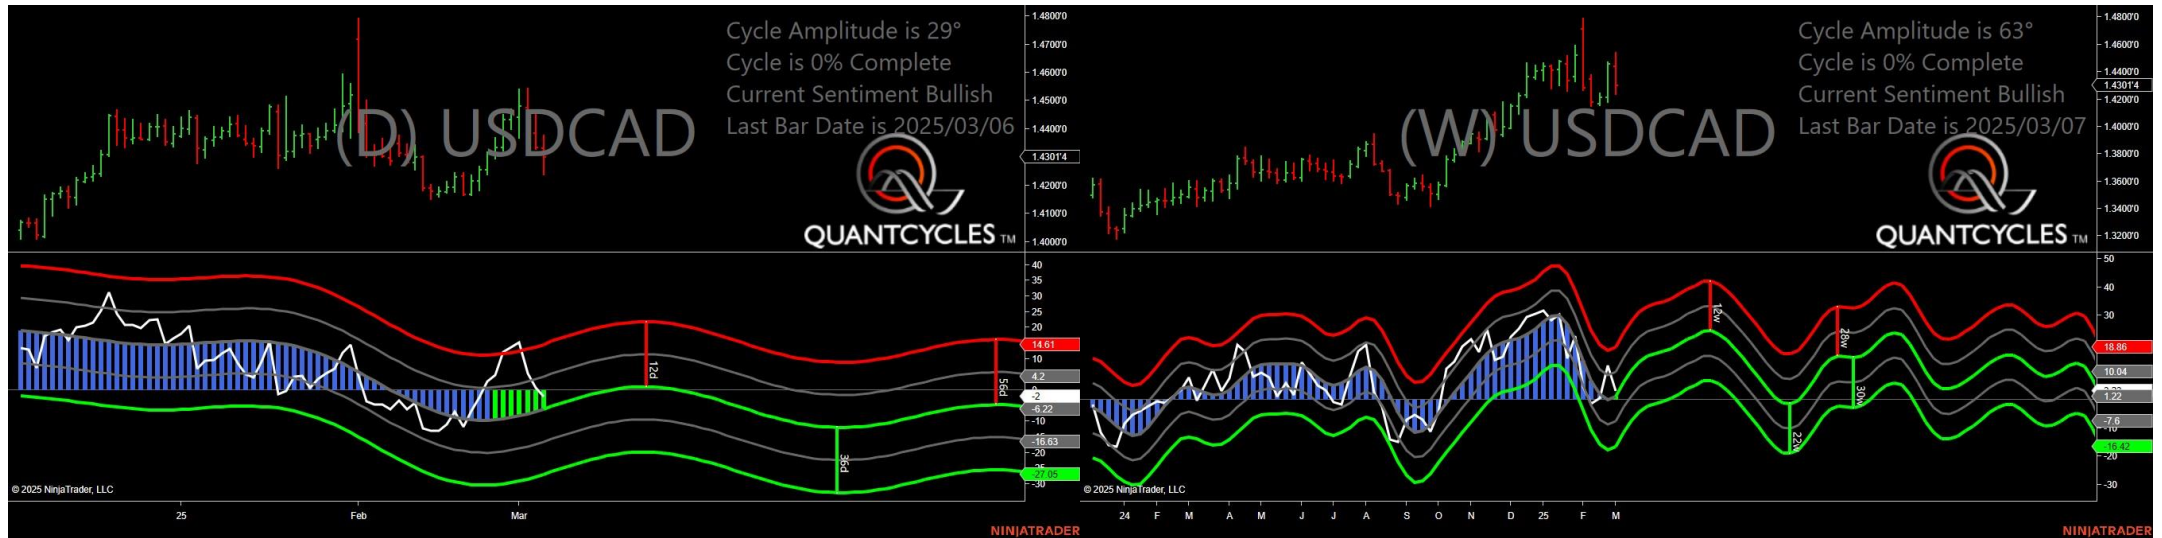 Cycle Amplitude is 29°
Cycle is 0% Complete
Current Sentiment Bullish
Last Bar Date is 2025/03/06
(D) USDCAD
QUANTCYCLES TM
1.4800'0
1.4700'0
1.4600'0
1.4500'0
1.4400'0
1.4301'4
1.4200'0
1.4100'0
1.4000'0
40
35
30
25
20
14.61
10
4.2
-2
-6.22
-10
-16.63
-20
-27.05
-30
12d
36d
56d
© 2025 NinjaTrader, LLC
25
Feb
Mar
NINJATRADER
Cycle Amplitude is 63°
Cycle is 0% Complete
Current Sentiment Bullish
Last Bar Date is 2025/03/07
(W) USDCAD
QUANTCYCLES TM
1.4800'0
1.4600'0
1.4400'0
1.4301'4
1.4200'0
1.4000'0
1.3800'0
1.3600'0
1.3400'0
1.3200'0
50
40
30
18.86
10.04
1.22
-7.6
-10
-16.42
-20
-30
12w
28w
22w
30w
© 2025 NinjaTrader, LLC
24
F
M
A
M
J
J
A
S
O
N
D
25
F
M
NINJATRADER